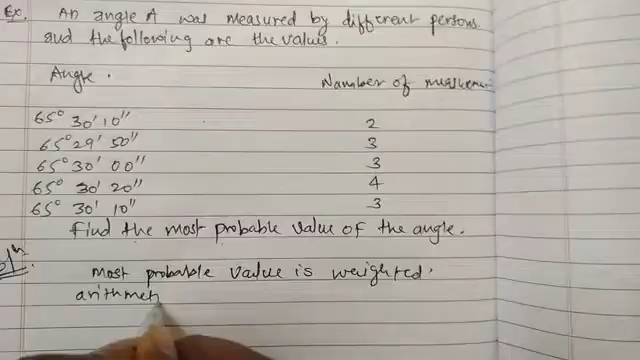 Ex. An angle A was measured by different persons
and the following are the values.
Angle. Number of measurem
65° 30' 10" 2
65° 29' 50" 3
65° 30' 00" 3
65° 30' 20" 4
65° 30' 10" 3
find the most probable value of the angle.
most probable value is weighted
arithmet